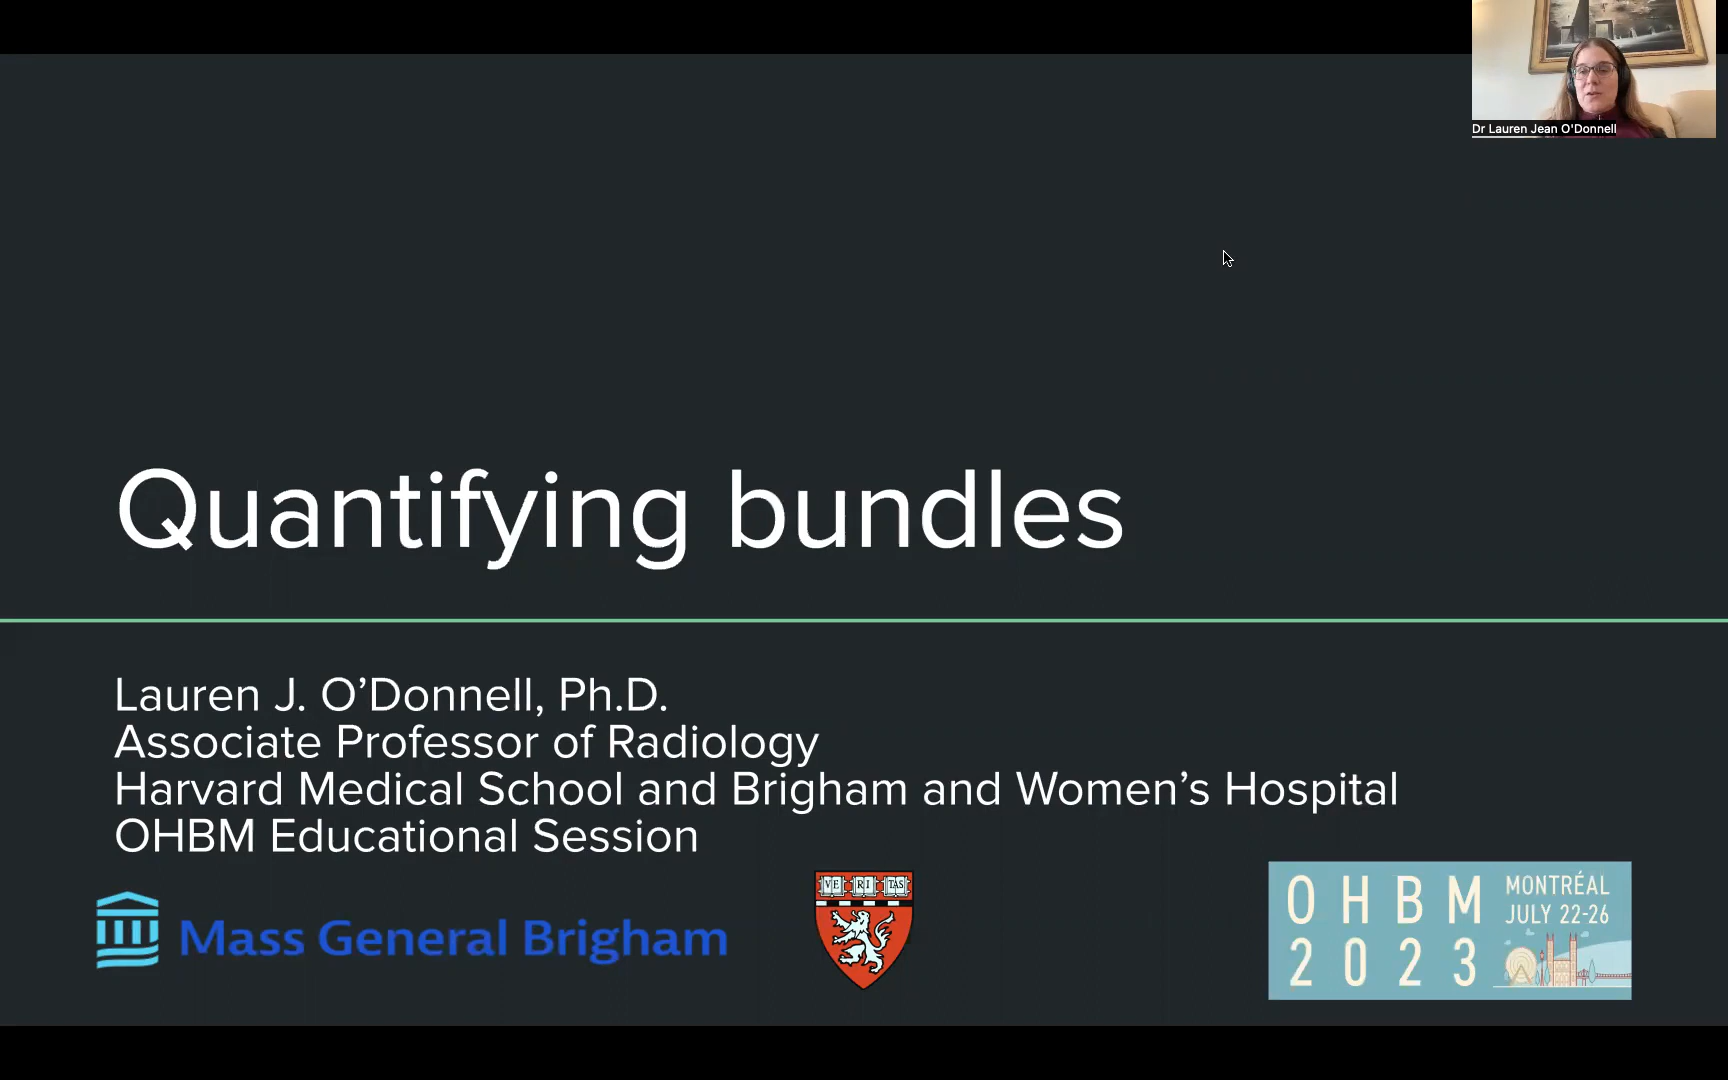 Dr Lauren Jean O'Donnell
Quantifying bundles
Lauren J. O’Donnell, Ph.D.
Associate Professor of Radiology
Harvard Medical School and Brigham and Women’s Hospital
OHBM Educational Session
Mass General Brigham
VE RI TAS
OHBM
2023
MONTRÉAL
JULY 22-26